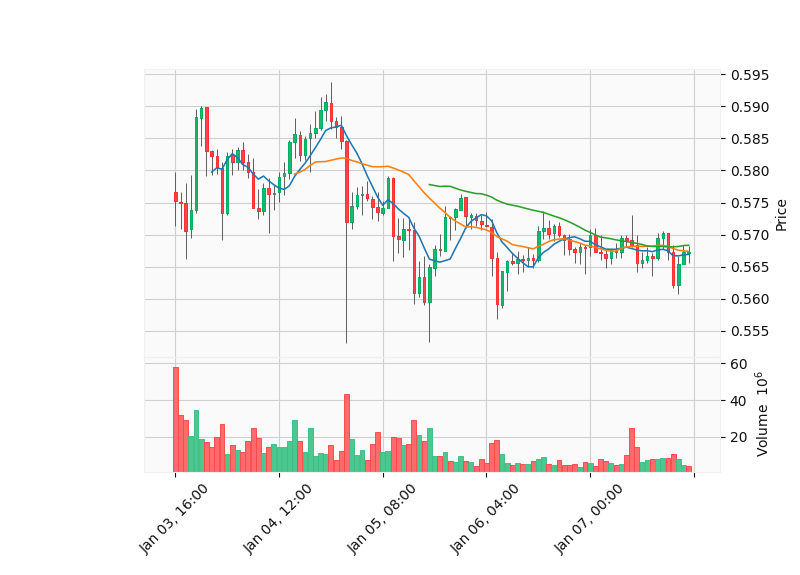 0.595
0.590
0.585
0.580
0.575
0.570
0.565
0.560
0.555
Price
60
40
20
Volume 10^6
Jan 03, 16:00
Jan 04, 12:00
Jan 05, 08:00
Jan 06, 04:00
Jan 07, 00:00